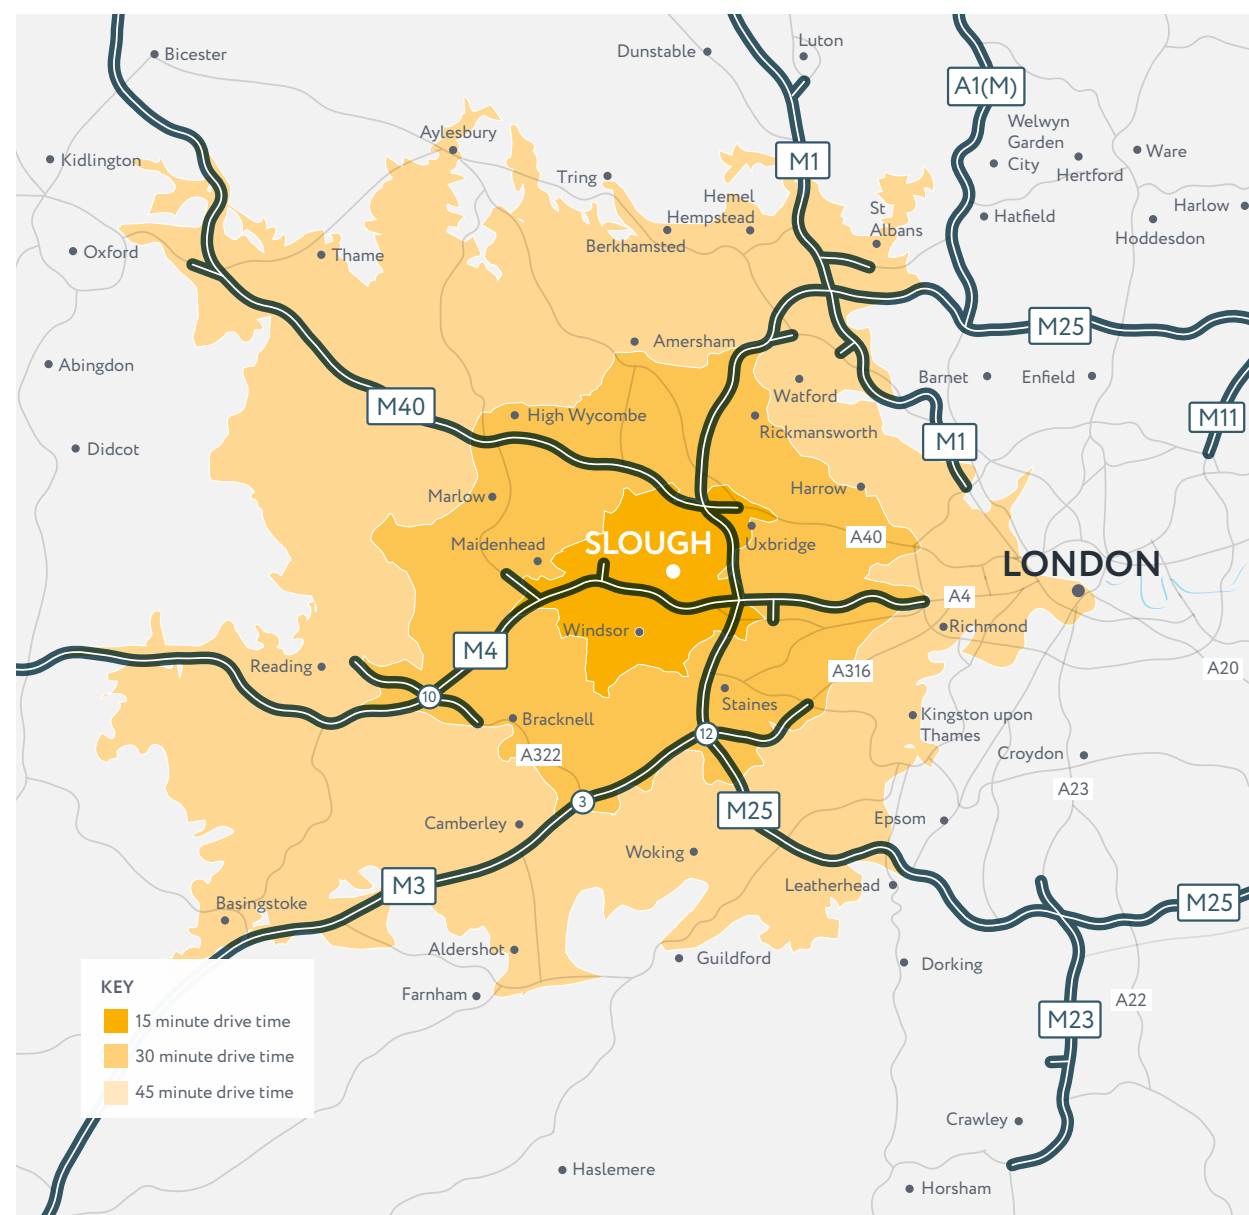 Bicester
Dunstable
Luton
A1(M)
Welwyn
Garden
City
Aylesbury
Kidlington
M1
Ware
Hertford
Tring
Hemel
Hempstead
St
Albans
Harlow
Hatfield
Hoddesdon
Berkhamsted
Oxford
Thame
M25
Amersham
Abingdon
Barnet
Enfield
Watford
M40
High Wycombe
M11
Rickmansworth
M1
Didcot
Marlow
Harrow
A40
Maidenhead
SLOUGH
Uxbridge
LONDON
A4
Windsor
Richmond
M4
Reading
A316
A20
10
Staines
Bracknell
Kingston upon
Thames
12
A322
Croydon
A23
3
M25
Camberley
Epsom
Woking
M3
Leatherhead
Basingstoke
M25
Aldershot
Guildford
Dorking
Farnham
A22
M23
KEY
15 minute drive time
30 minute drive time
45 minute drive time
Crawley
Haslemere
Horsham